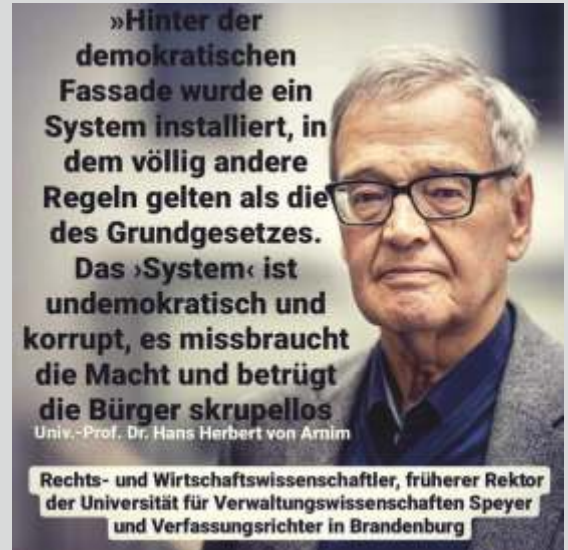 »Hinter der
demokratischen
Fassade wurde ein
System installiert, in
dem völlig andere
Regeln gelten als die
des Grundgesetzes.
Das ›System‹ ist
undemokratisch und
korrupt, es missbraucht
die Macht und betrügt
die Bürger skrupellos
Univ.-Prof. Dr. Hans Herbert von Arnim
Rechts- und Wirtschaftswissenschaftler, früherer Rektor
der Universität für Verwaltungswissenschaften Speyer
und Verfassungsrichter in Brandenburg